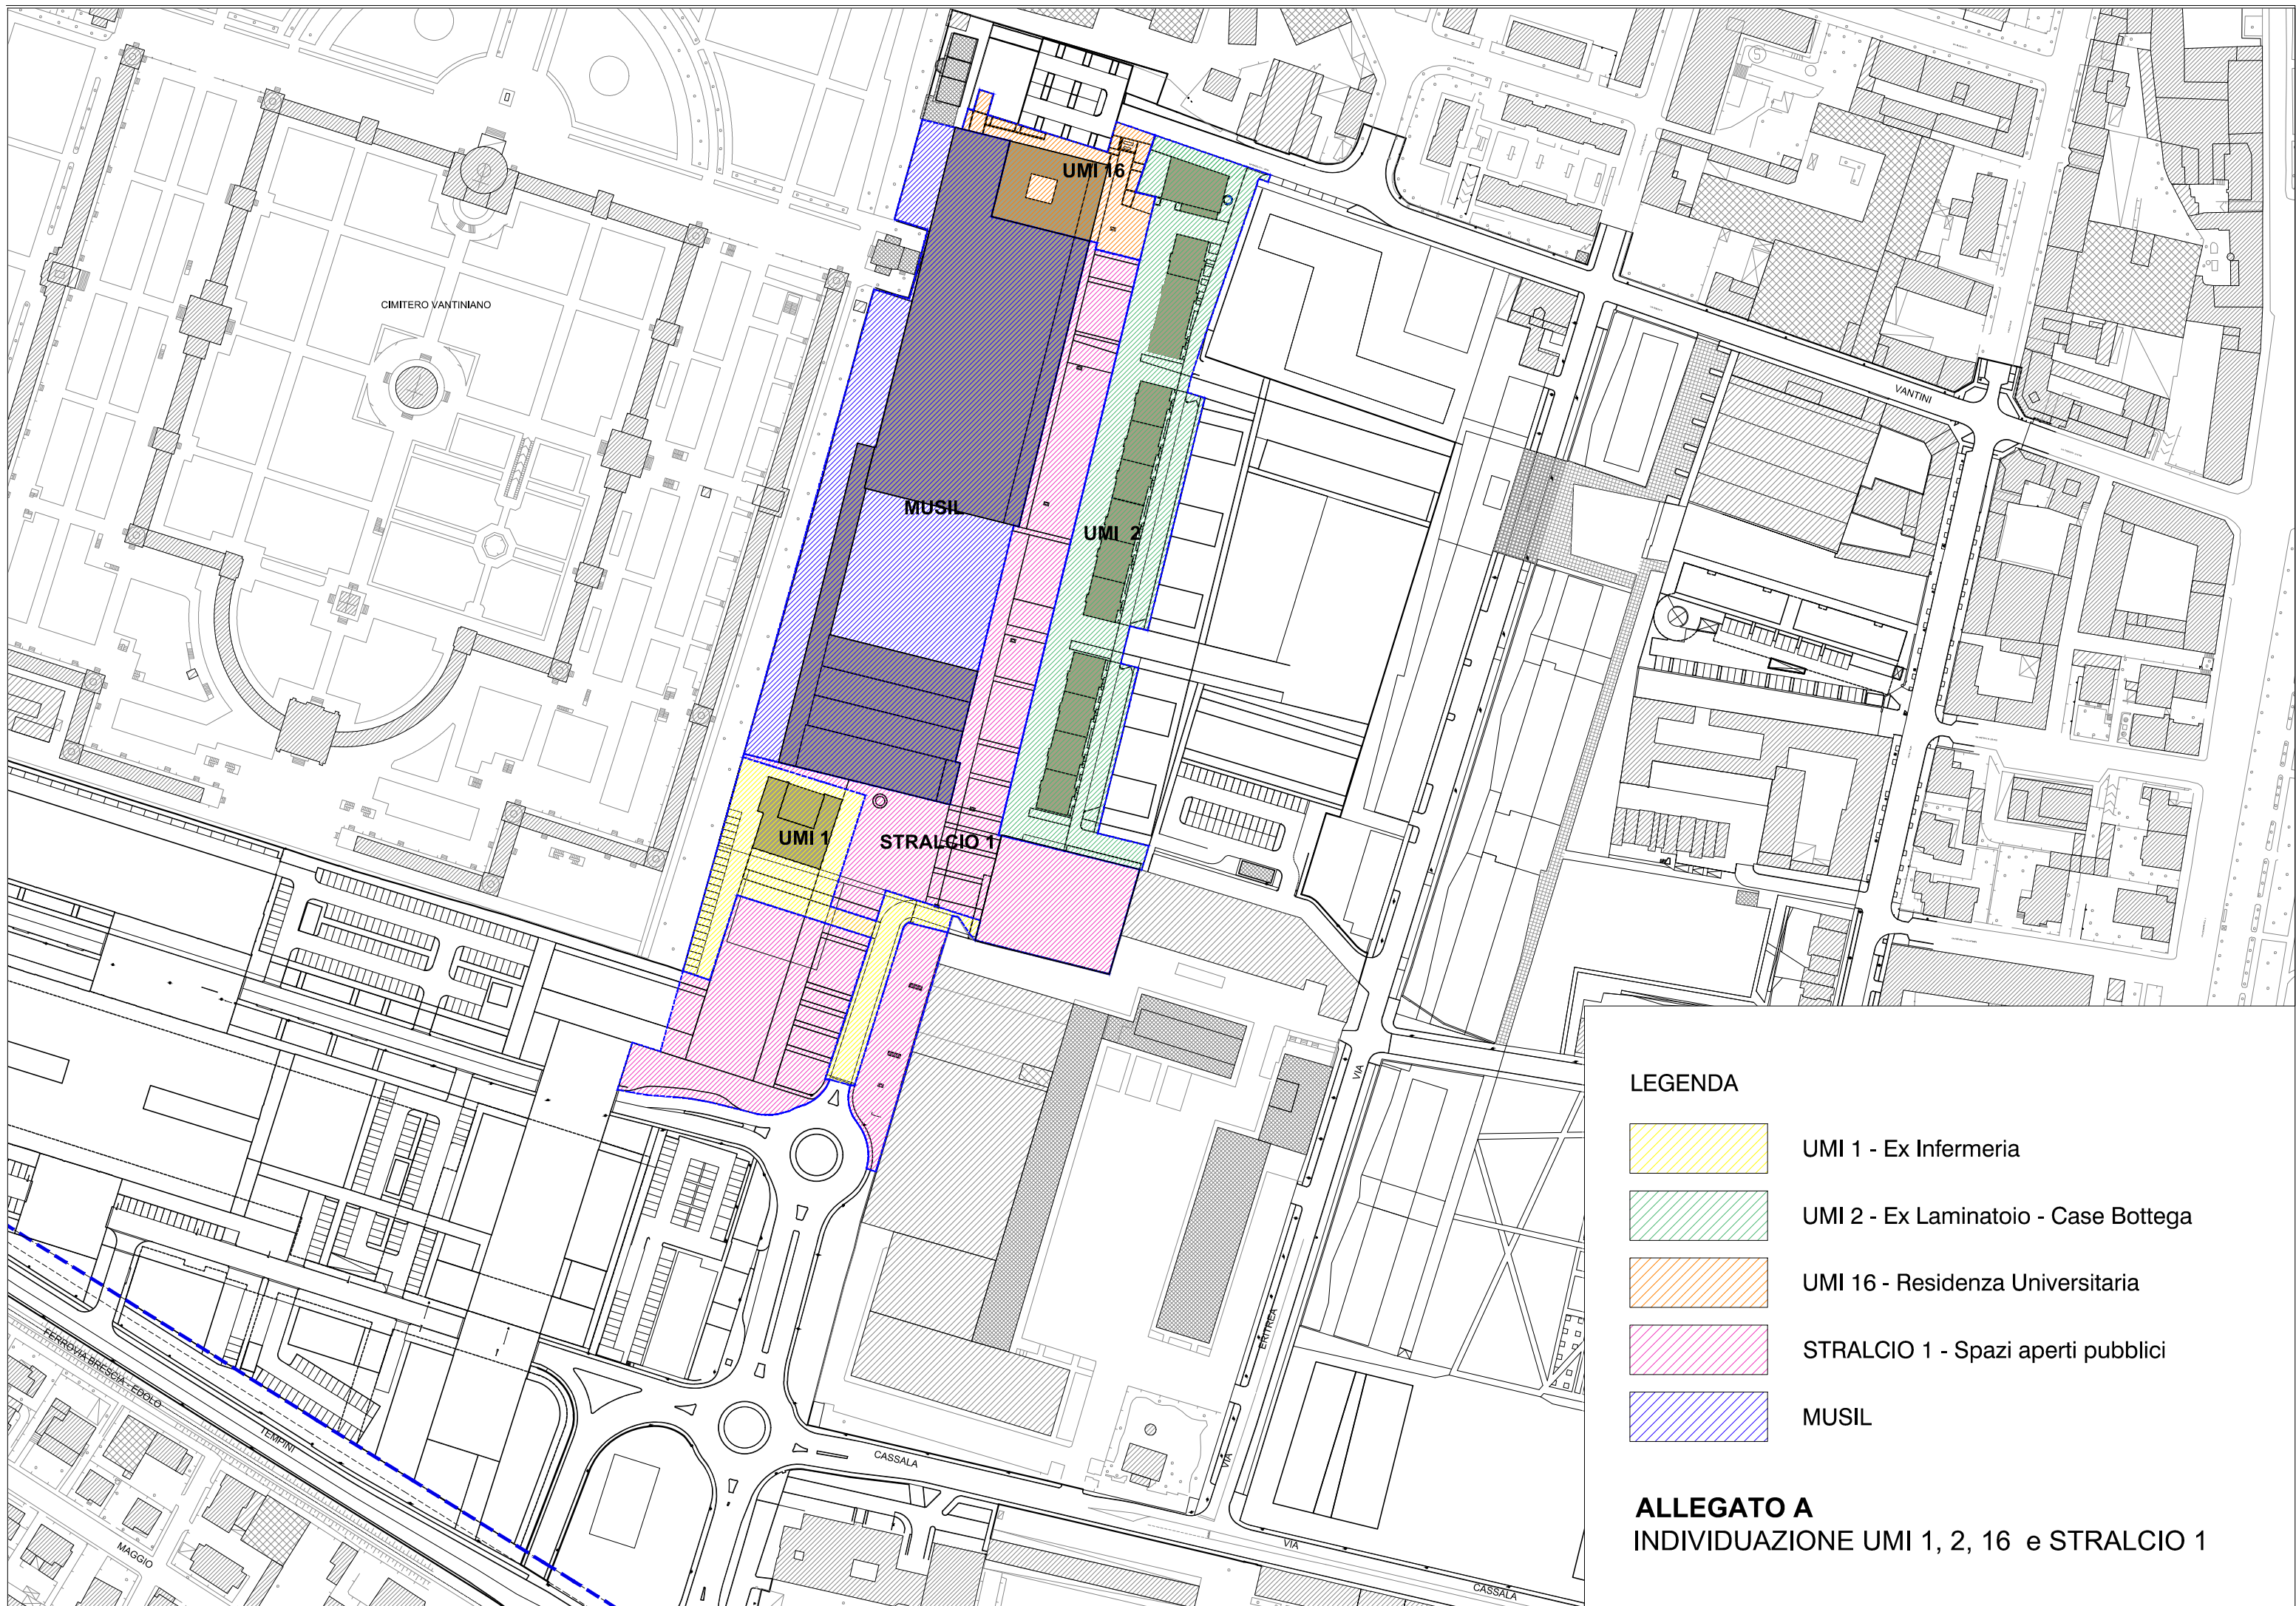 UMI 16
CIMITERO VANTINIANO
VANTINI
MUSIL
UMI 2
UMI 1
STRALCIO 1
VIA
ERITREA
VIA
FERROVIA BRESCIA - EDOLO
TEMPINI
MAGGIO
CASSALA
VIA
CASSALA
LEGENDA
UMI 1 - Ex Infermeria
UMI 2 - Ex Laminatoio - Case Bottega
UMI 16 - Residenza Universitaria
STRALCIO 1 - Spazi aperti pubblici
MUSIL
ALLEGATO A
INDIVIDUAZIONE UMI 1, 2, 16 e STRALCIO 1